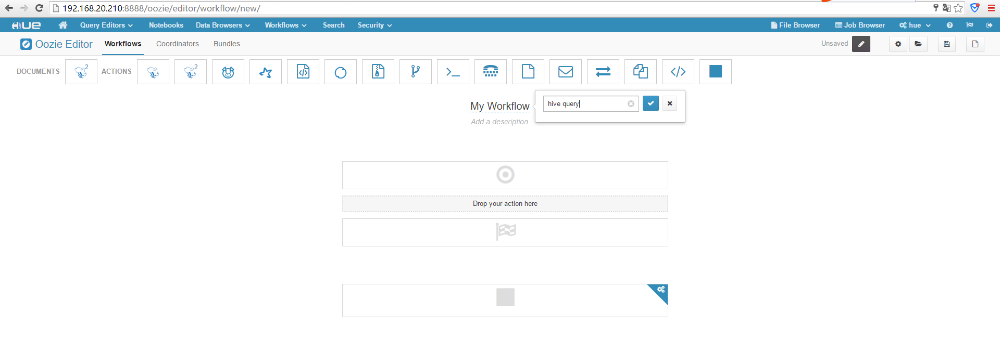 192.168.20.210:8888/oozie/editor/workflow/new/
HUE Query Editors Notebooks Data Browsers Workflows Search Security File Browser Job Browser hue
Oozie Editor Workflows Coordinators Bundles Unsaved
DOCUMENTS 2 ACTIONS 2
My Workflow hive query
Add a description...
Drop your action here